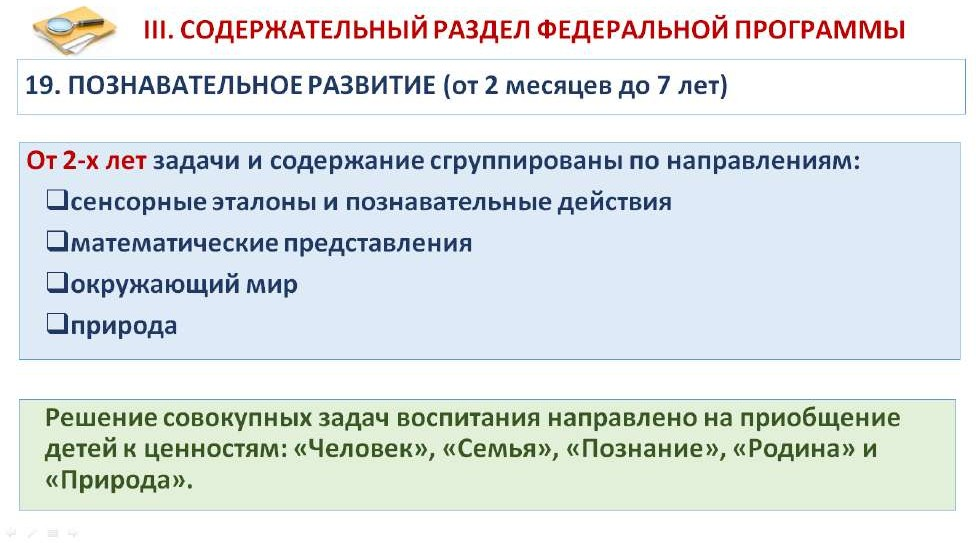 III. СОДЕРЖАТЕЛЬНЫЙ РАЗДЕЛ ФЕДЕРАЛЬНОЙ ПРОГРАММЫ
19. ПОЗНАВАТЕЛЬНОЕ РАЗВИТИЕ (от 2 месяцев до 7 лет)
От 2-х лет задачи и содержание сгруппированы по направлениям:
❑сенсорные эталоны и познавательные действия
❑математические представления
❑окружающий мир
❑природа
Решение совокупных задач воспитания направлено на приобщение
детей к ценностям: «Человек», «Семья», «Познание», «Родина» и
«Природа».